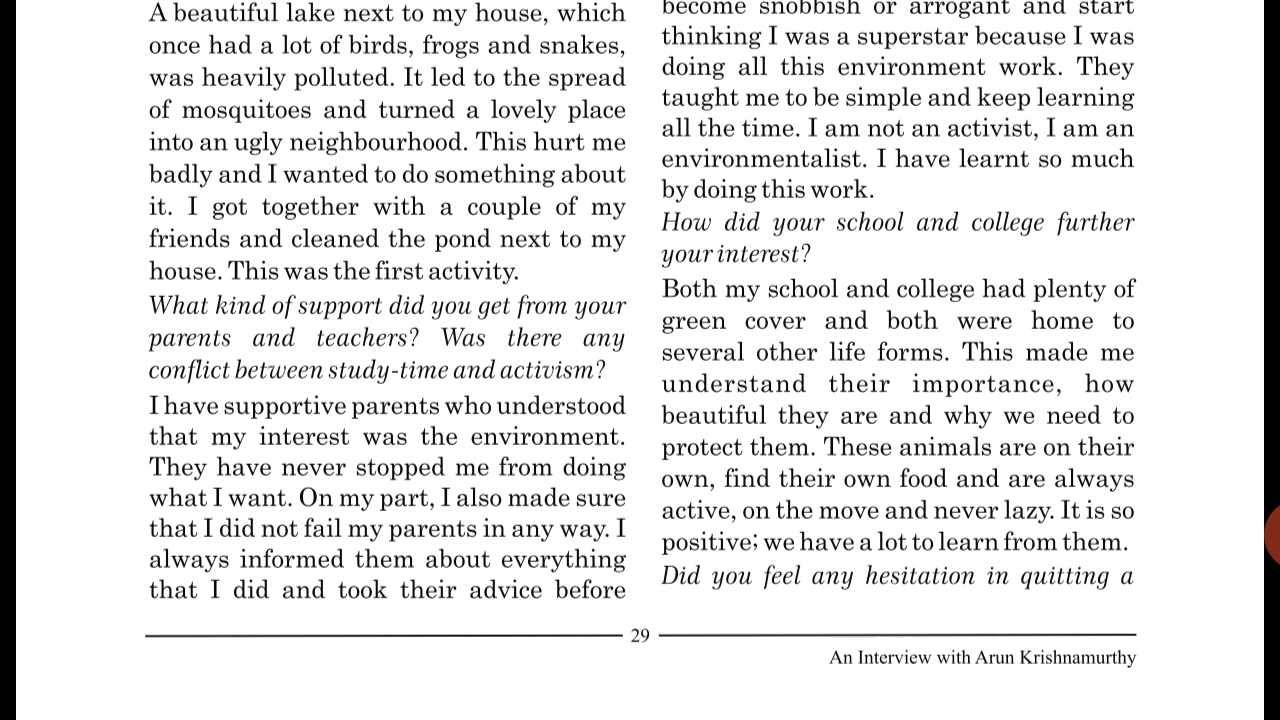 A beautiful lake next to my house, which
once had a lot of birds, frogs and snakes,
was heavily polluted. It led to the spread
of mosquitoes and turned a lovely place
into an ugly neighbourhood. This hurt me
badly and I wanted to do something about
it. I got together with a couple of my
friends and cleaned the pond next to my
house. This was the first activity.
What kind of support did you get from your
parents and teachers? Was there any
conflict between study-time and activism?
I have supportive parents who understood
that my interest was the environment.
They have never stopped me from doing
what I want. On my part, I also made sure
that I did not fail my parents in any way. I
always informed them about everything
that I did and took their advice before
become snobbish or arrogant and start
thinking I was a superstar because I was
doing all this environment work. They
taught me to be simple and keep learning
all the time. I am not an activist, I am an
environmentalist. I have learnt so much
by doing this work.
How did your school and college further
your interest?
Both my school and college had plenty of
green cover and both were home to
several other life forms. This made me
understand their importance, how
beautiful they are and why we need to
protect them. These animals are on their
own, find their own food and are always
active, on the move and never lazy. It is so
positive; we have a lot to learn from them.
Did you feel any hesitation in quitting a
29
An Interview with Arun Krishnamurthy